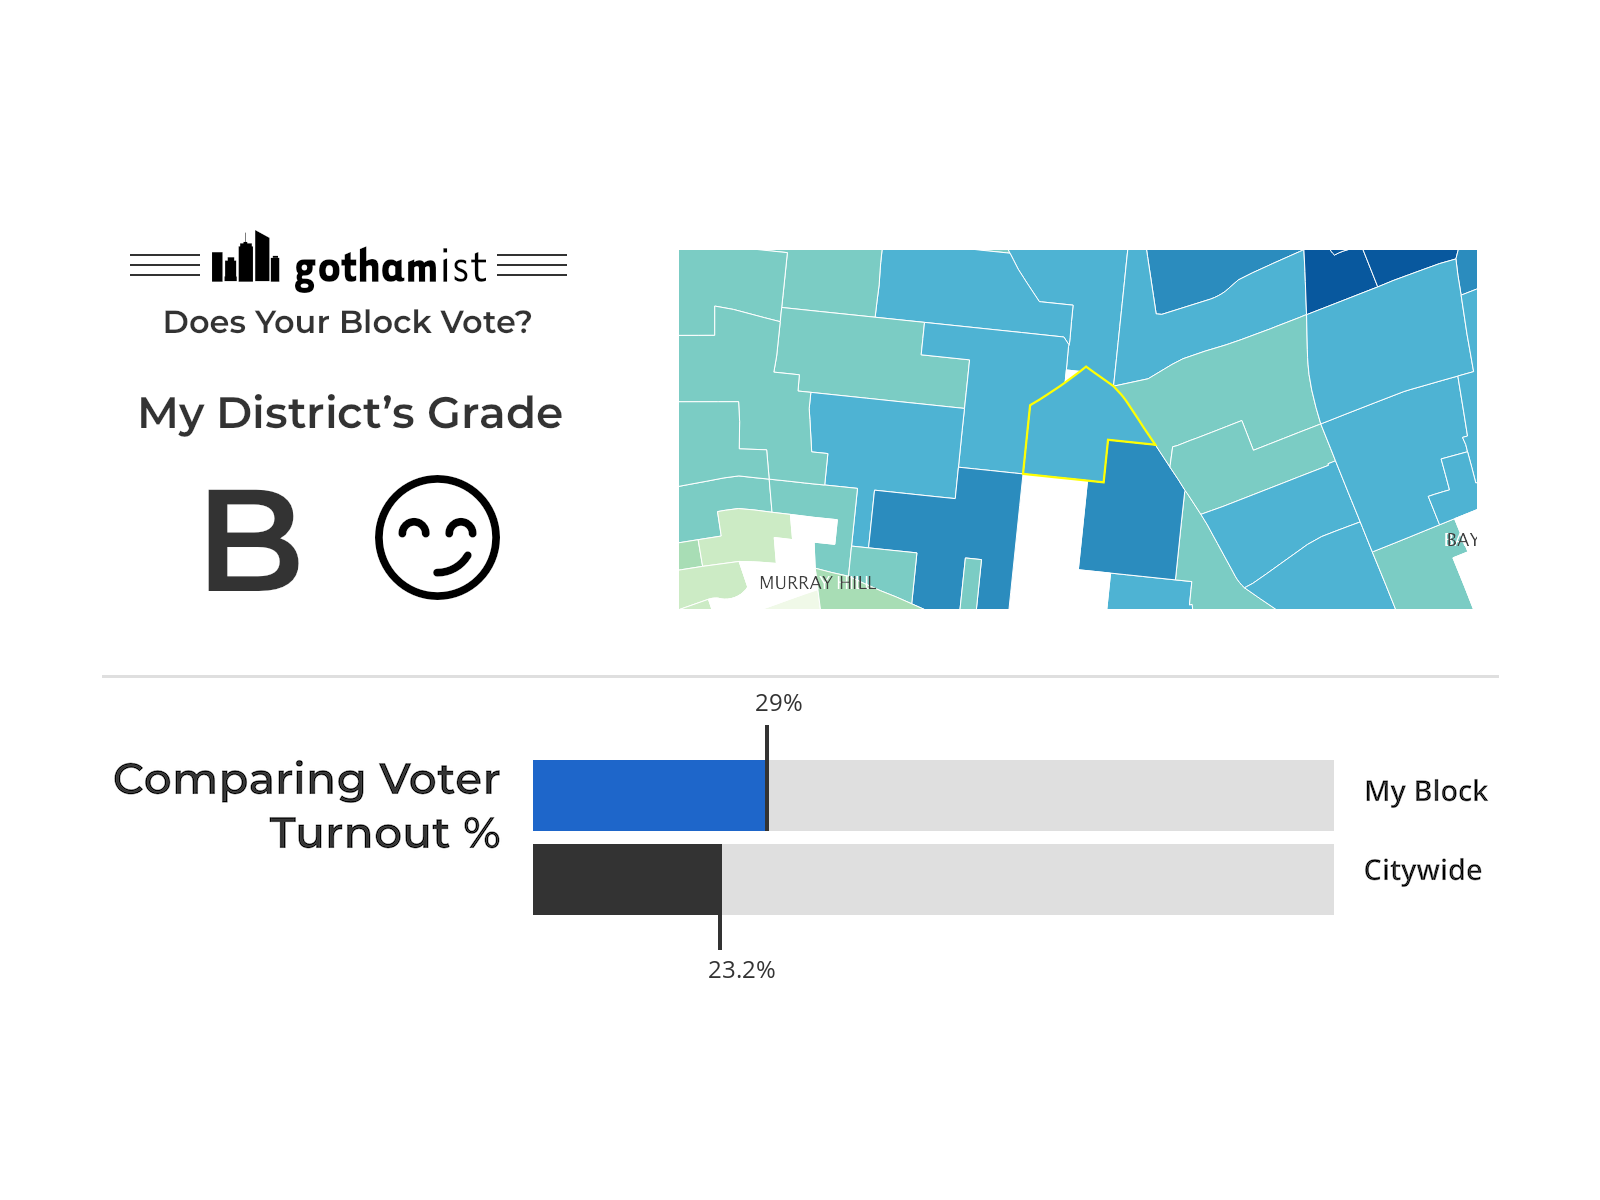 gothamist
Does Your Block Vote?
My District’s Grade
B
MURRAY HILL
BAY
29%
Comparing Voter
Turnout %
My Block
Citywide
23.2%